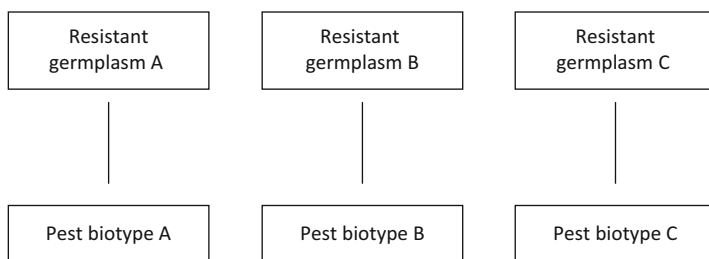 Resistant
germplasm A
Resistant
germplasm B
Resistant
germplasm C
Pest biotype A
Pest biotype B
Pest biotype C